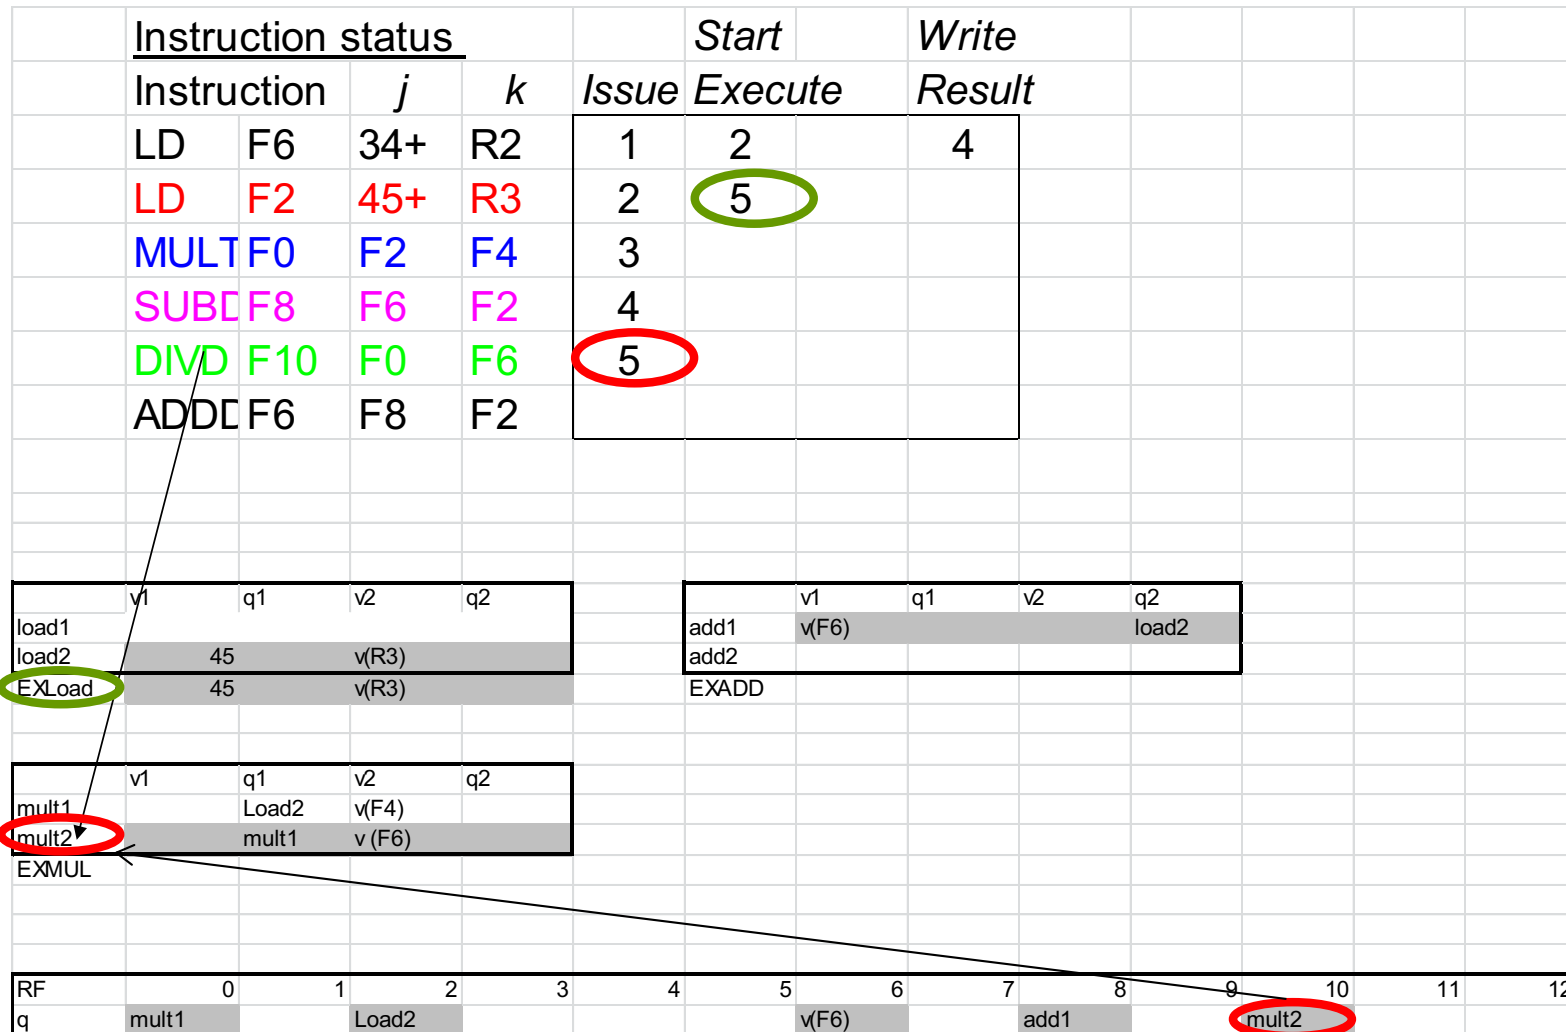 Instruction status Start Write
Instruction j k Issue Execute Result
LD F6 34+ R2 1 2 4
LD F2 45+ R3 2 5
MULT F0 F2 F4 3
SUBD F8 F6 F2 4
DIVD F10 F0 F6 5
ADDD F6 F8 F2
v1 q1 v2 q2 v1 q1 v2 q2
load1 add1 v(F6) load2
load2 45 v(R3) add2
EXLoad 45 v(R3) EXADD
v1 q1 v2 q2
mult1 Load2 v(F4)
mult2 mult1 v (F6)
EXMUL
RF 0 1 2 3 4 5 6 7 8 9 10 11 12
q mult1 Load2 v(F6) add1 mult2